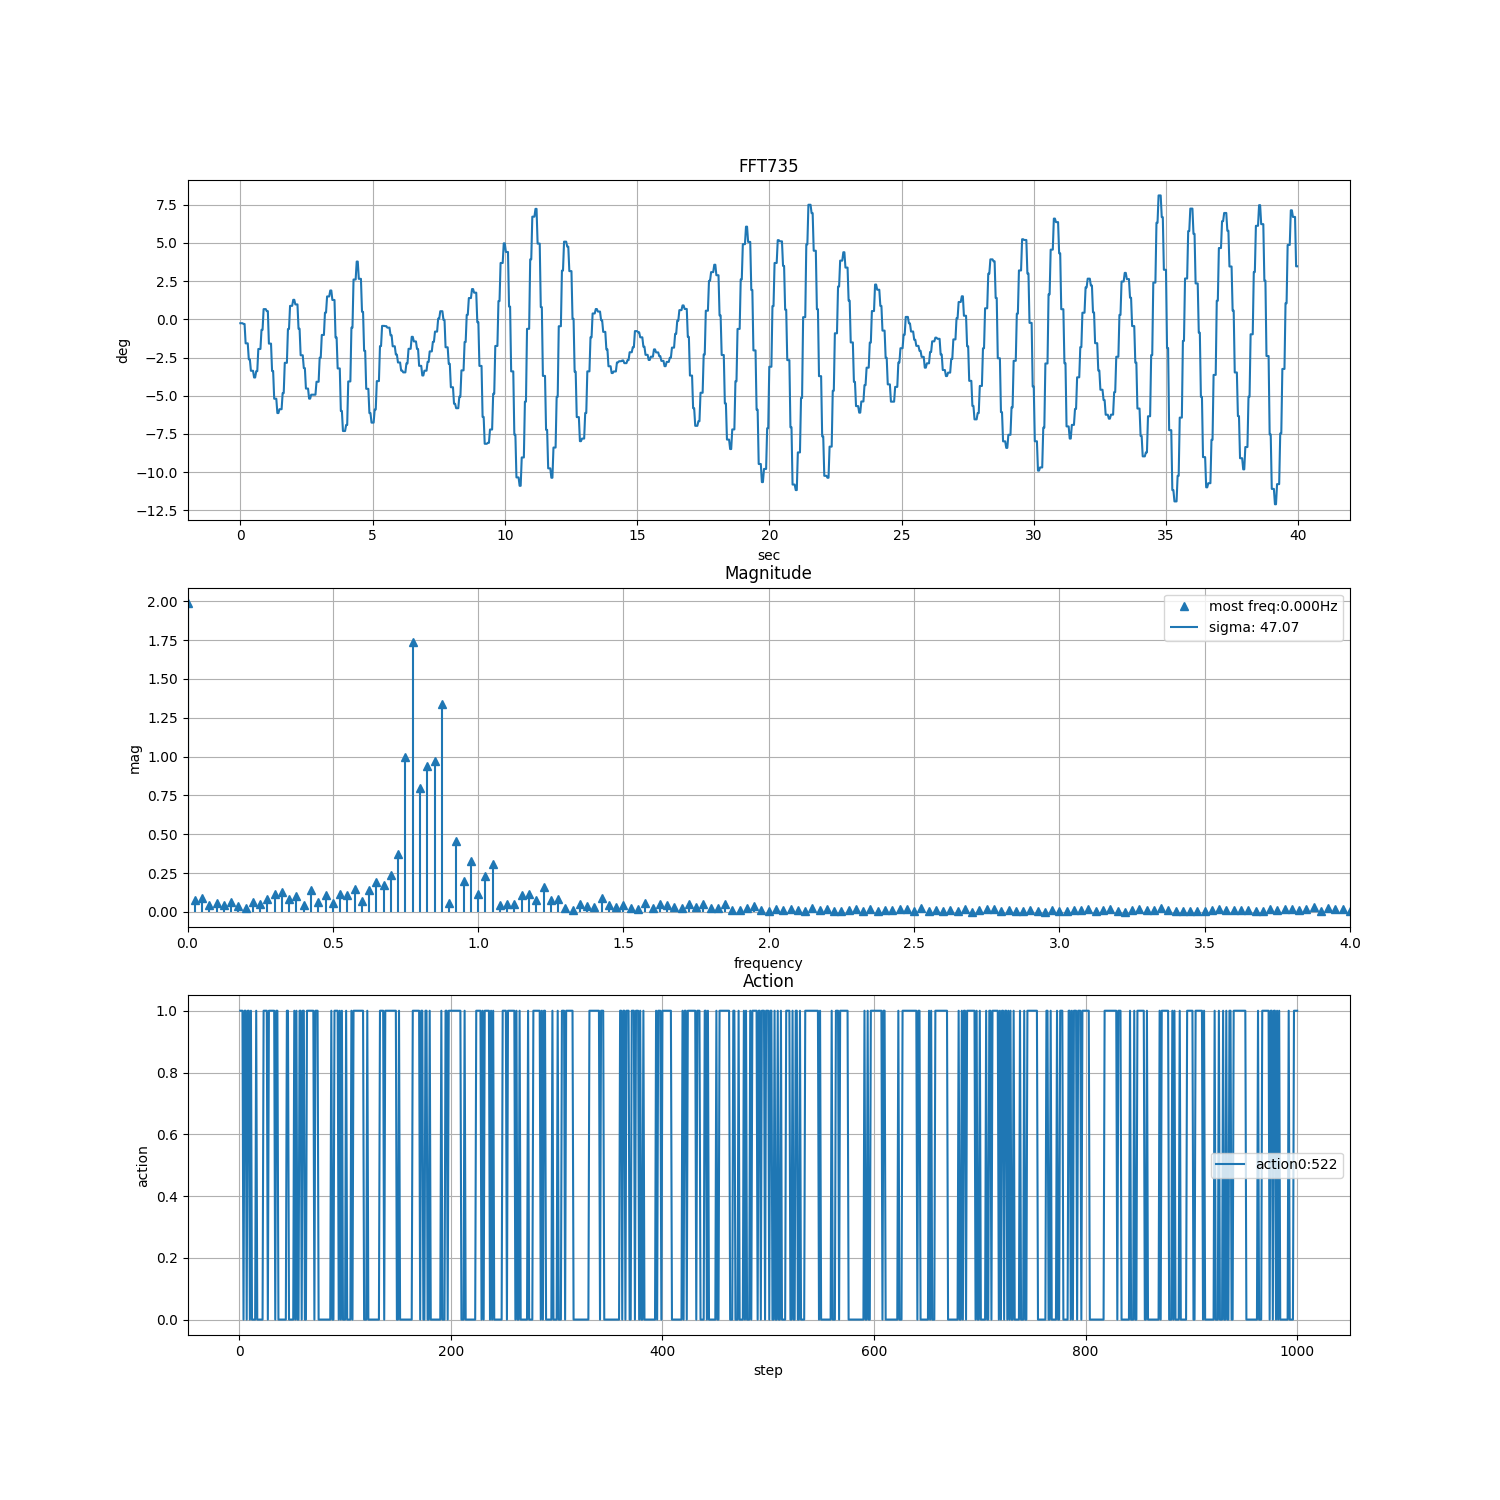 FFT735
7.5
5.0
2.5
0.0
−2.5
−5.0
−7.5
−10.0
−12.5
deg
0 5 10 15 20 25 30 35 40
sec
Magnitude
2.00
1.75
1.50
1.25
1.00
0.75
0.50
0.25
0.00
mag
most freq:0.000Hz
sigma: 47.07
0.0 0.5 1.0 1.5 2.0 2.5 3.0 3.5 4.0
frequency
Action
1.0
0.8
0.6
0.4
0.2
0.0
action
action0:522
0 200 400 600 800 1000
step